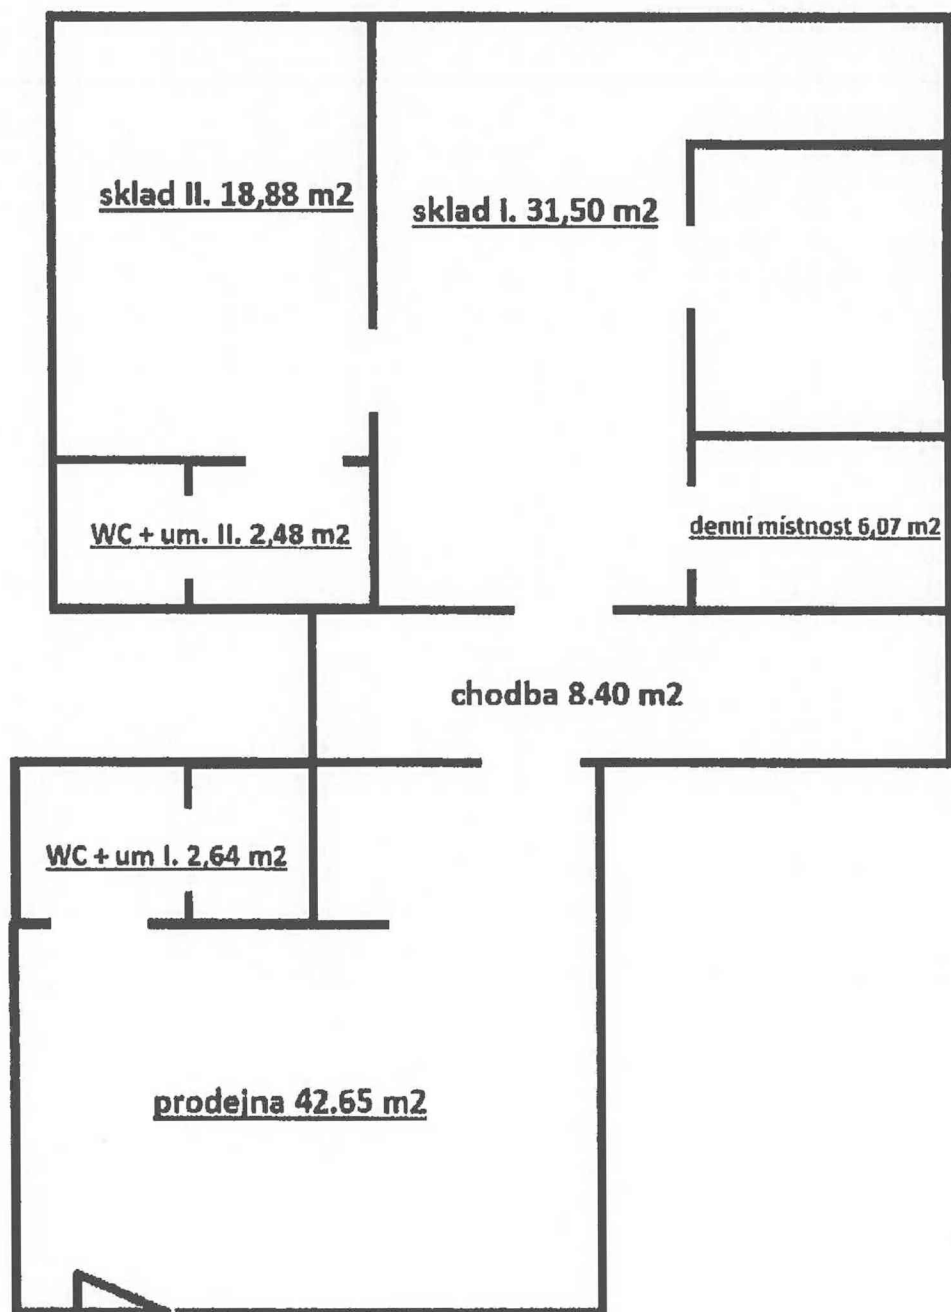 sklad II. 18,88 m2
sklad I. 31,50 m2
WC + um. II. 2,48 m2
denní místnost 6,07 m2
chodba 8.40 m2
WC + um I. 2,64 m2
prodejna 42.65 m2